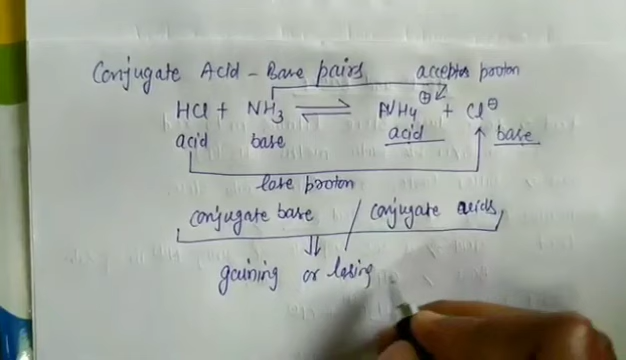 Conjugate Acid - Base pairs
accepts proton
HCl + NH3 ⇌ NH4⊕ + Cl⊖
acid base acid base
lose proton
conjugate base / conjugate acids
gaining or losing